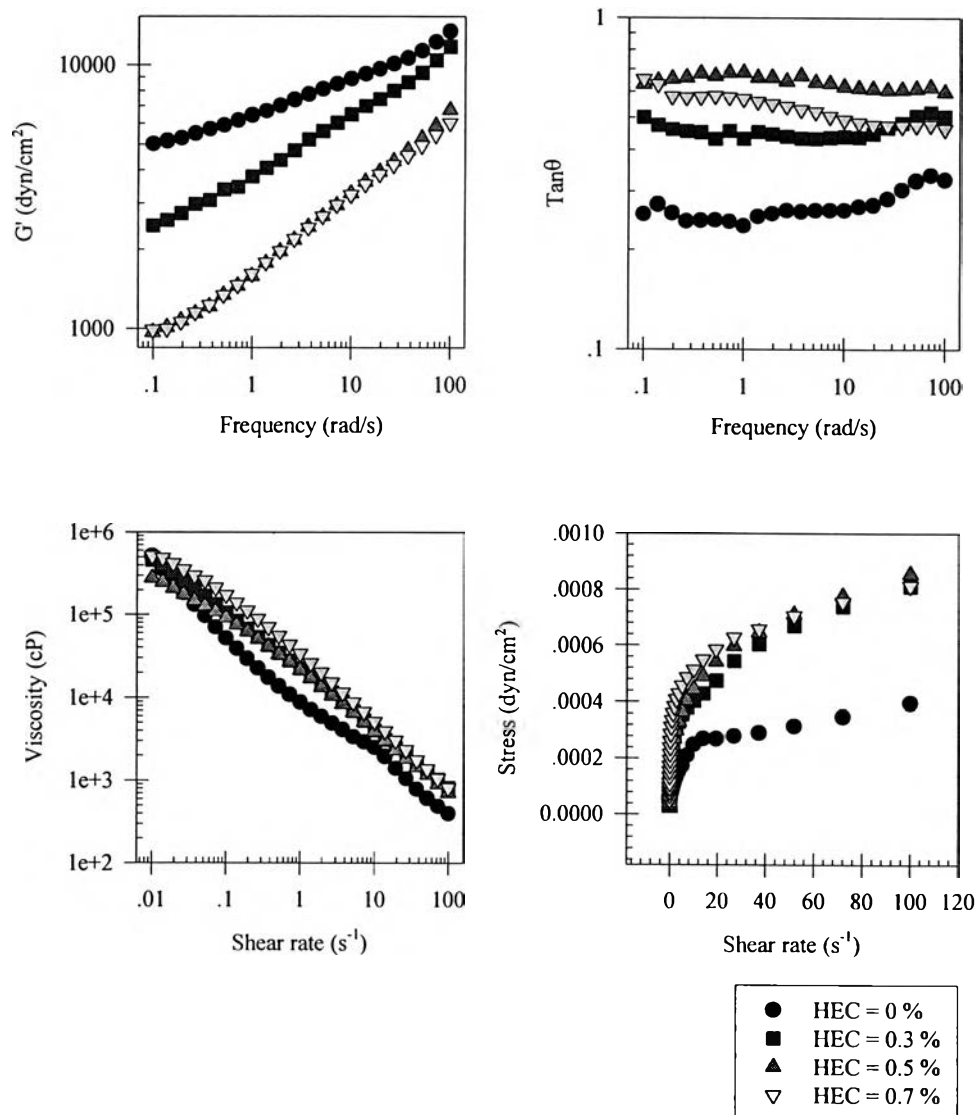 1
10000
G' (dyn/cm²)
Tanθ
1000
.1
.1 1 10 100
.1 1 10 100
Frequency (rad/s)
Frequency (rad/s)
1e+6
.0010
1e+5
.0008
.0006
Viscosity (cP)
1e+4
Stress (dyn/cm²)
.0004
.0002
1e+3
0.0000
1e+2
.01 .1 1 10 100
0 20 40 60 80 100 120
Shear rate (s⁻¹)
Shear rate (s⁻¹)
HEC = 0 %
HEC = 0.3 %
HEC = 0.5 %
HEC = 0.7 %